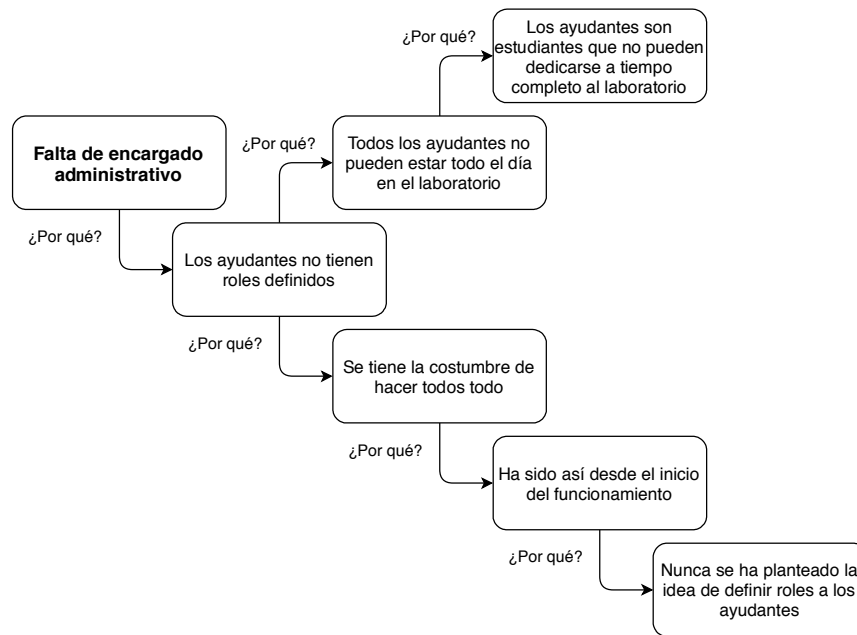 ¿Por qué?
Los ayudantes son
estudiantes que no pueden
dedicarse a tiempo
completo al laboratorio
Falta de encargado
administrativo
¿Por qué?
Todos los ayudantes no
pueden estar todo el día
en el laboratorio
¿Por qué?
Los ayudantes no tienen
roles definidos
¿Por qué?
Se tiene la costumbre de
hacer todos todo
¿Por qué?
Ha sido así desde el inicio
del funcionamiento
¿Por qué?
Nunca se ha planteado la
idea de definir roles a los
ayudantes